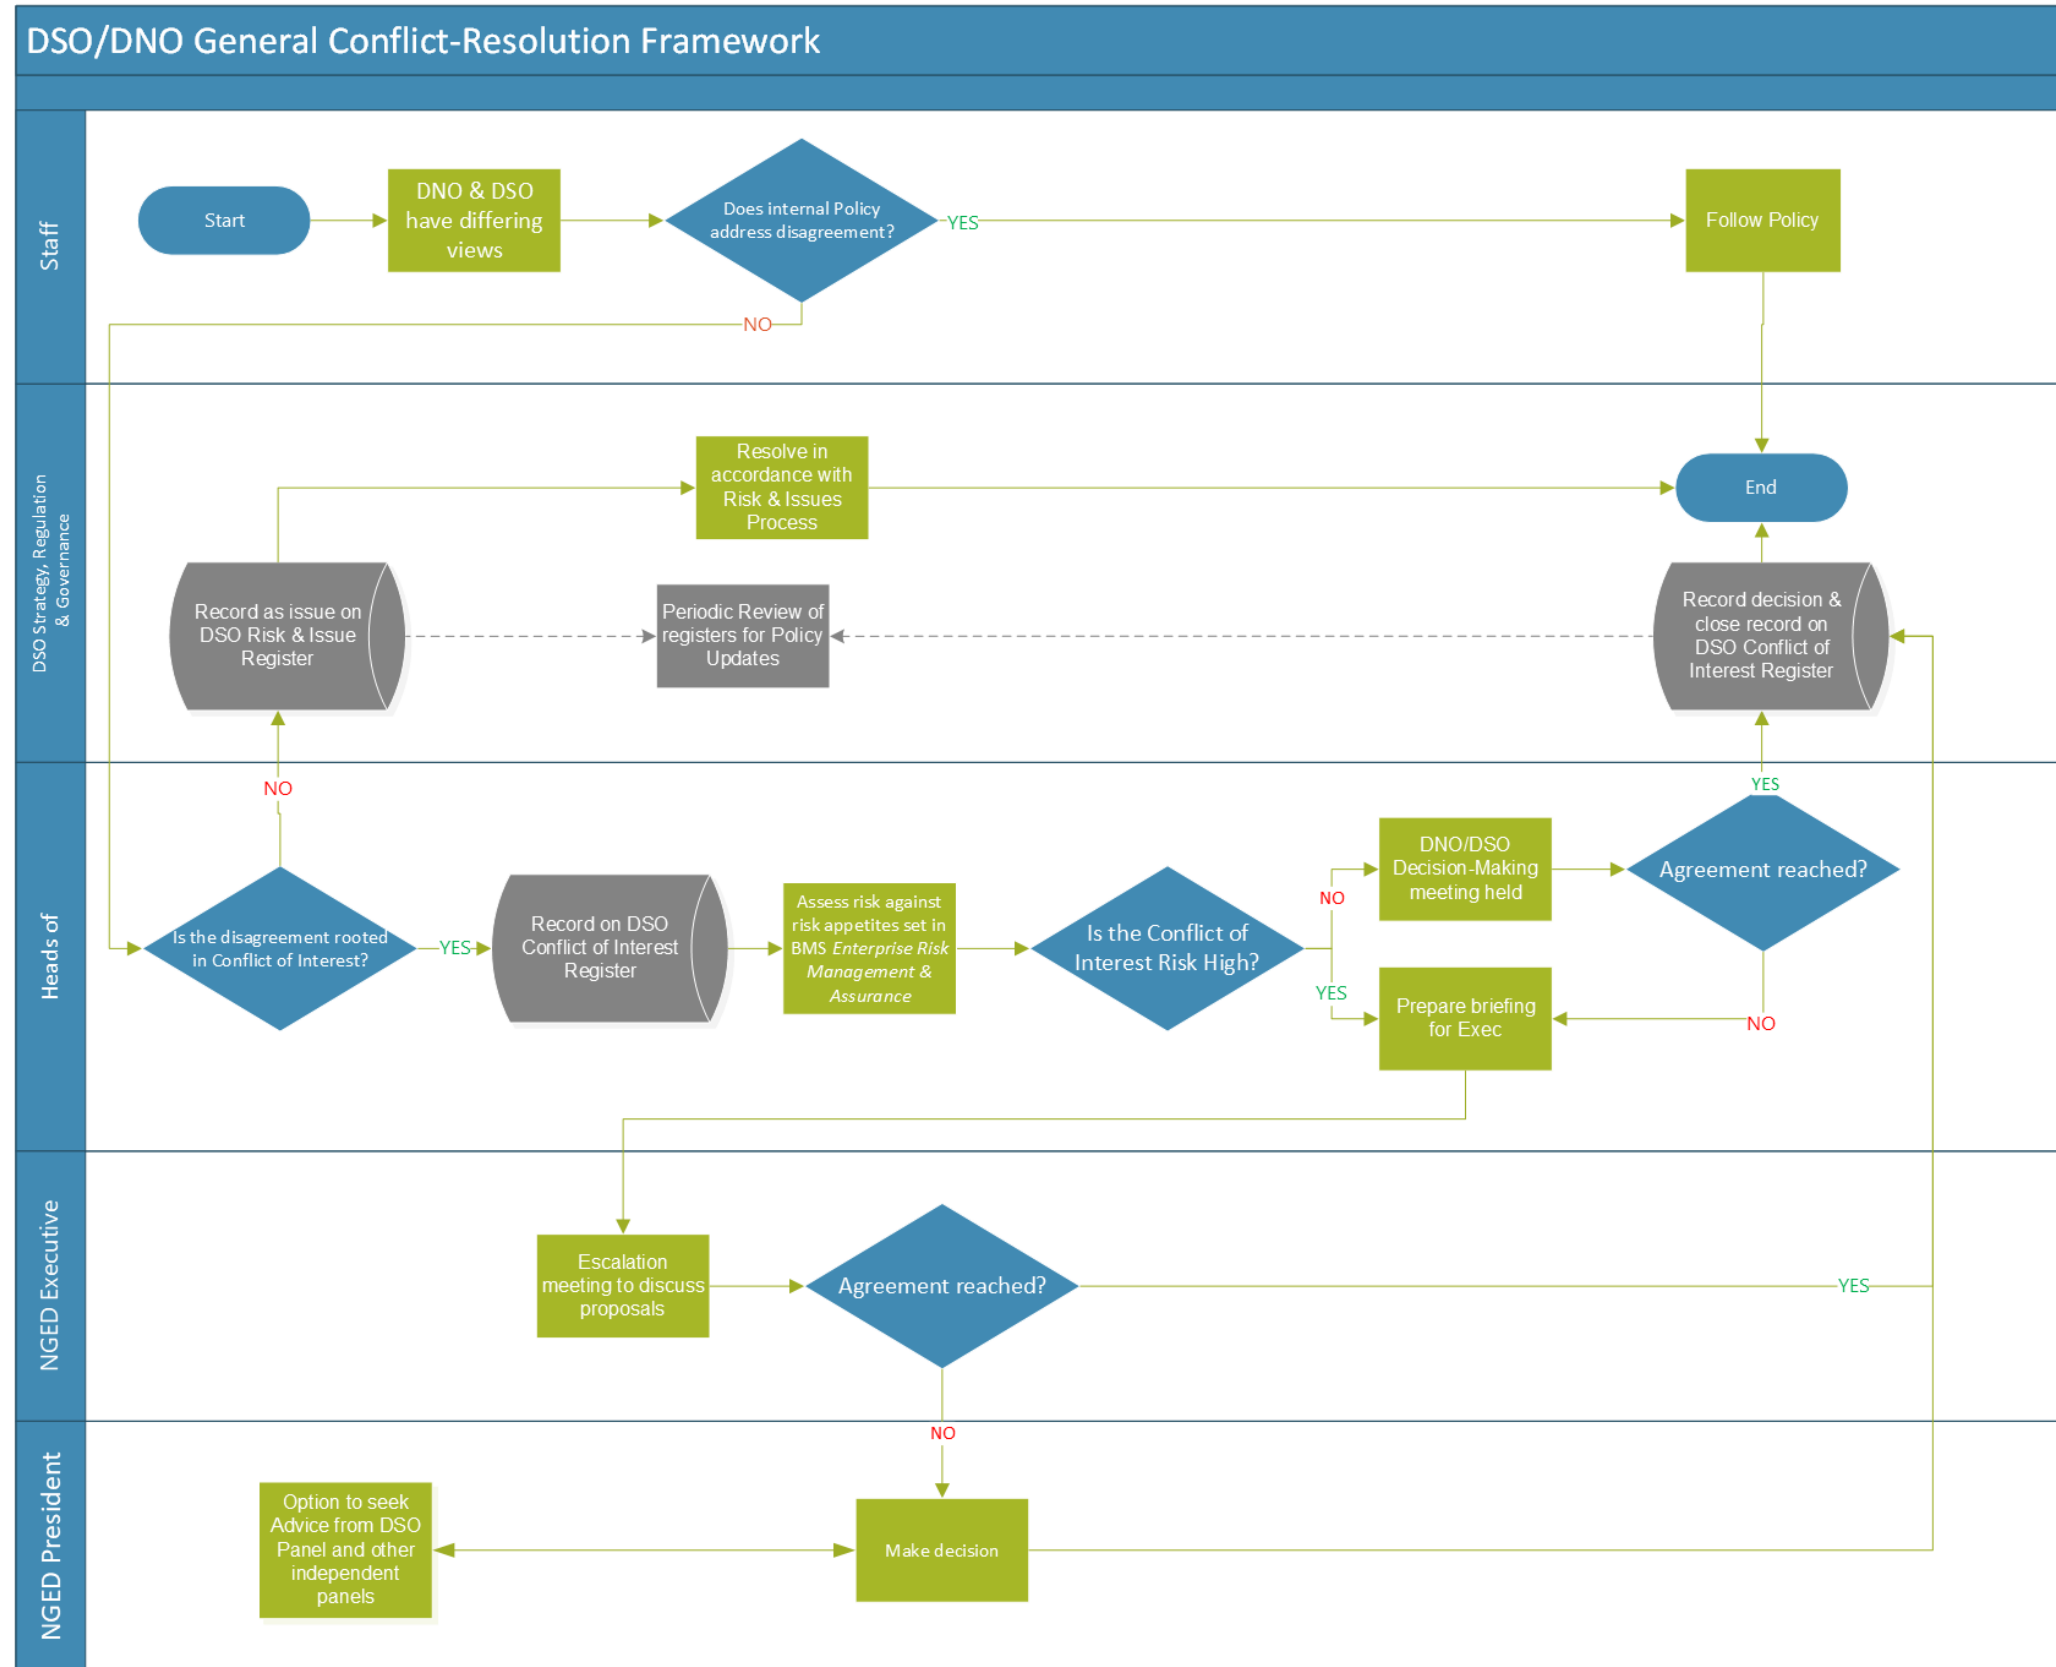 DSO/DNO General Conflict-Resolution Framework
Staff
Start
DNO & DSO
have differing
views
Does internal Policy
address disagreement?
YES
Follow Policy
NO
DSO Strategy, Regulation
& Governance
Resolve in
accordance with
Risk & Issues
Process
End
Record as issue on
DSO Risk & Issue
Register
Periodic Review of
registers for Policy
Updates
Record decision &
close record on
DSO Conflict of
Interest Register
Heads of
NO
YES
Is the disagreement rooted
in Conflict of Interest?
YES
Record on DSO
Conflict of Interest
Register
Assess risk against
risk appetites set in
BMS Enterprise Risk
Management &
Assurance
Is the Conflict of
Interest Risk High?
NO
YES
DNO/DSO
Decision-Making
meeting held
Agreement reached?
Prepare briefing
for Exec
NO
NGED Executive
Escalation
meeting to discuss
proposals
Agreement reached?
YES
NO
NGED President
Option to seek
Advice from DSO
Panel and other
independent
panels
Make decision